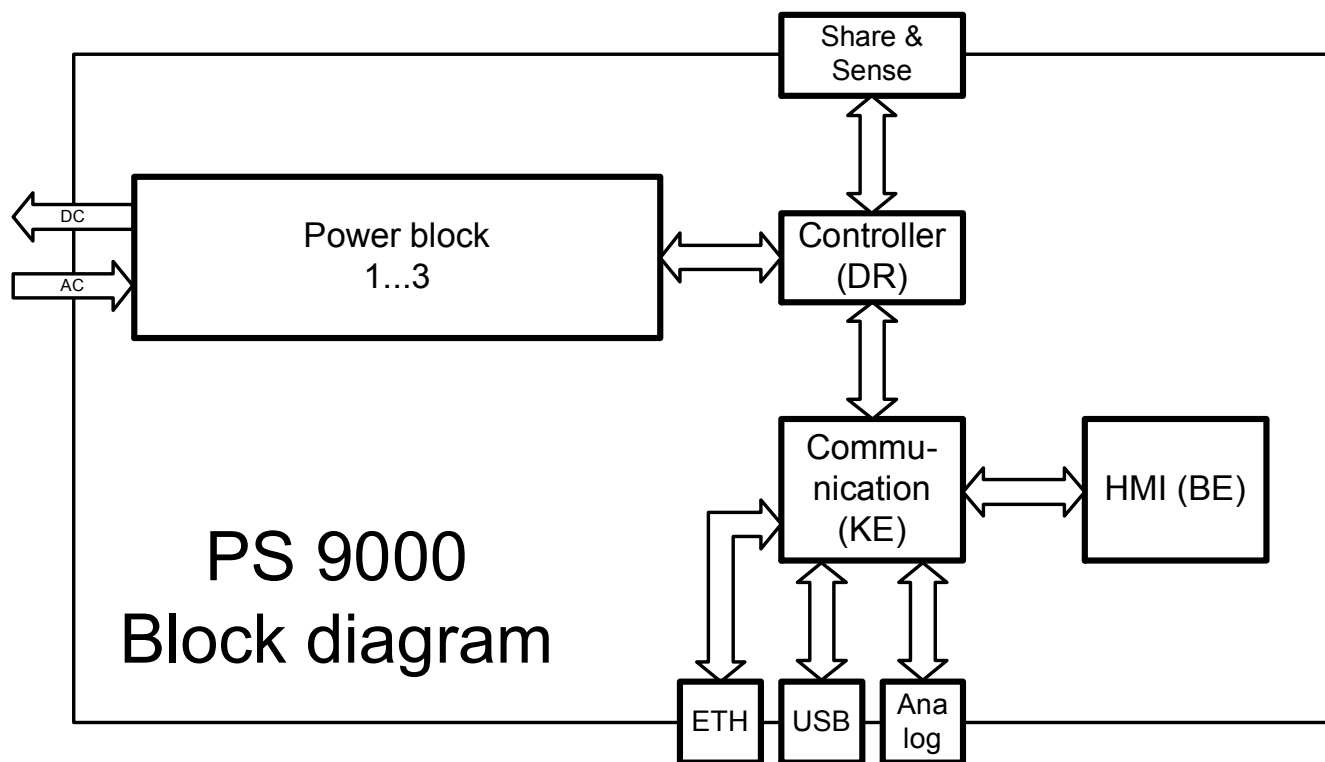 Share &
Sense
DC
AC
Power block
1...3
Controller
(DR)
Commu-
nication
(KE)
HMI (BE)
PS 9000
Block diagram
ETH
USB
Ana
log